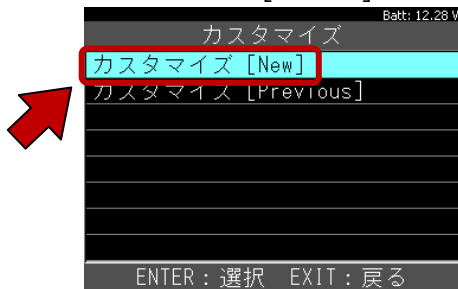 Batt: 12.28 V
カスタマイズ
カスタマイズ [New]
カスタマイズ [Previous]
ENTER：選択 EXIT：戻る